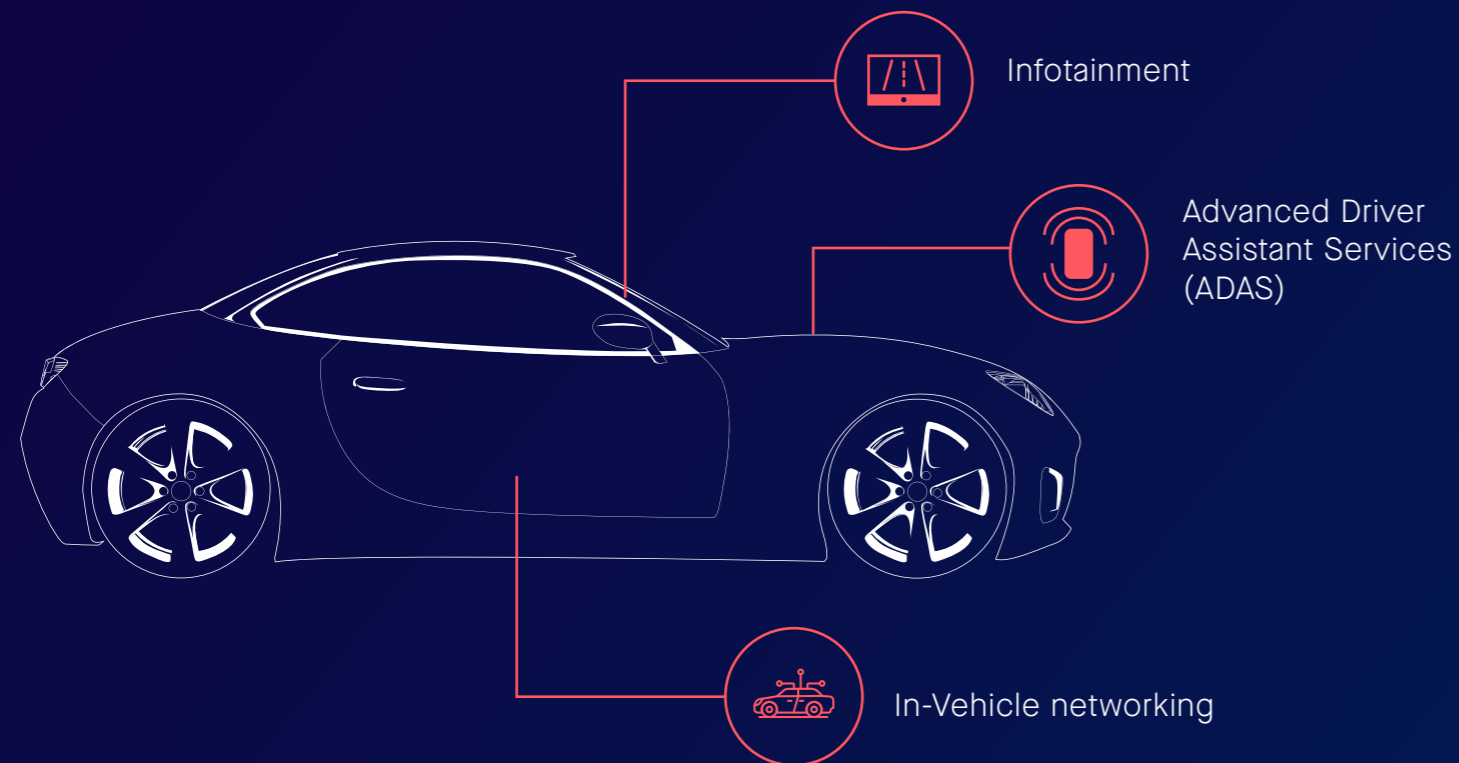 Infotainment
Advanced Driver
Assistant Services
(ADAS)
In-Vehicle networking